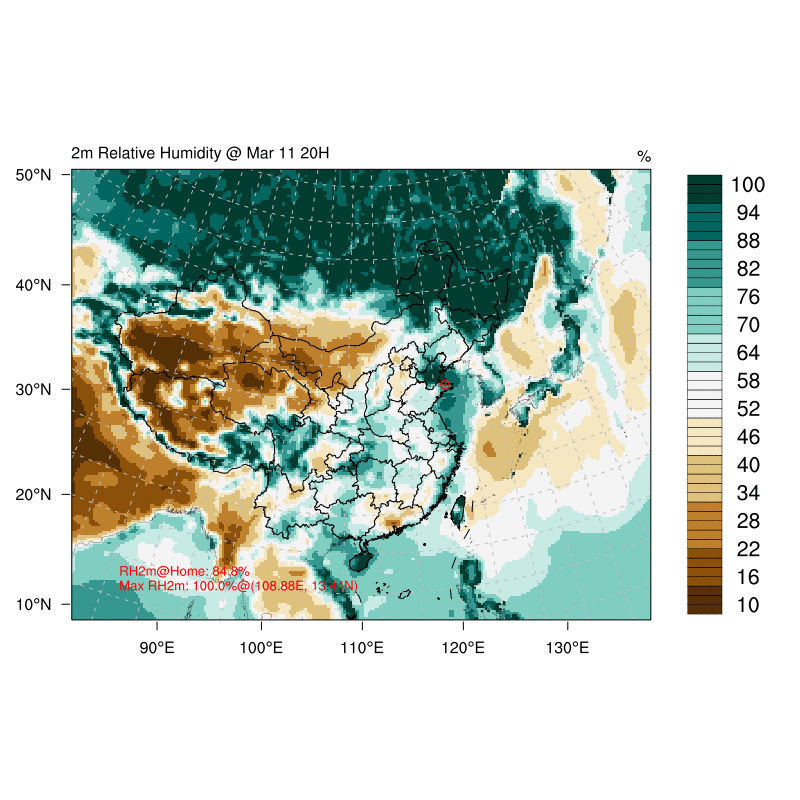 2m Relative Humidity @ Mar 11 20H
%
50°N
40°N
30°N
20°N
10°N
90°E
100°E
110°E
120°E
130°E
100
94
88
82
76
70
64
58
52
46
40
34
28
22
16
10
RH2m@Home: 84.8%
Max RH2m: 100.0%@(108.88E, 13.41N)